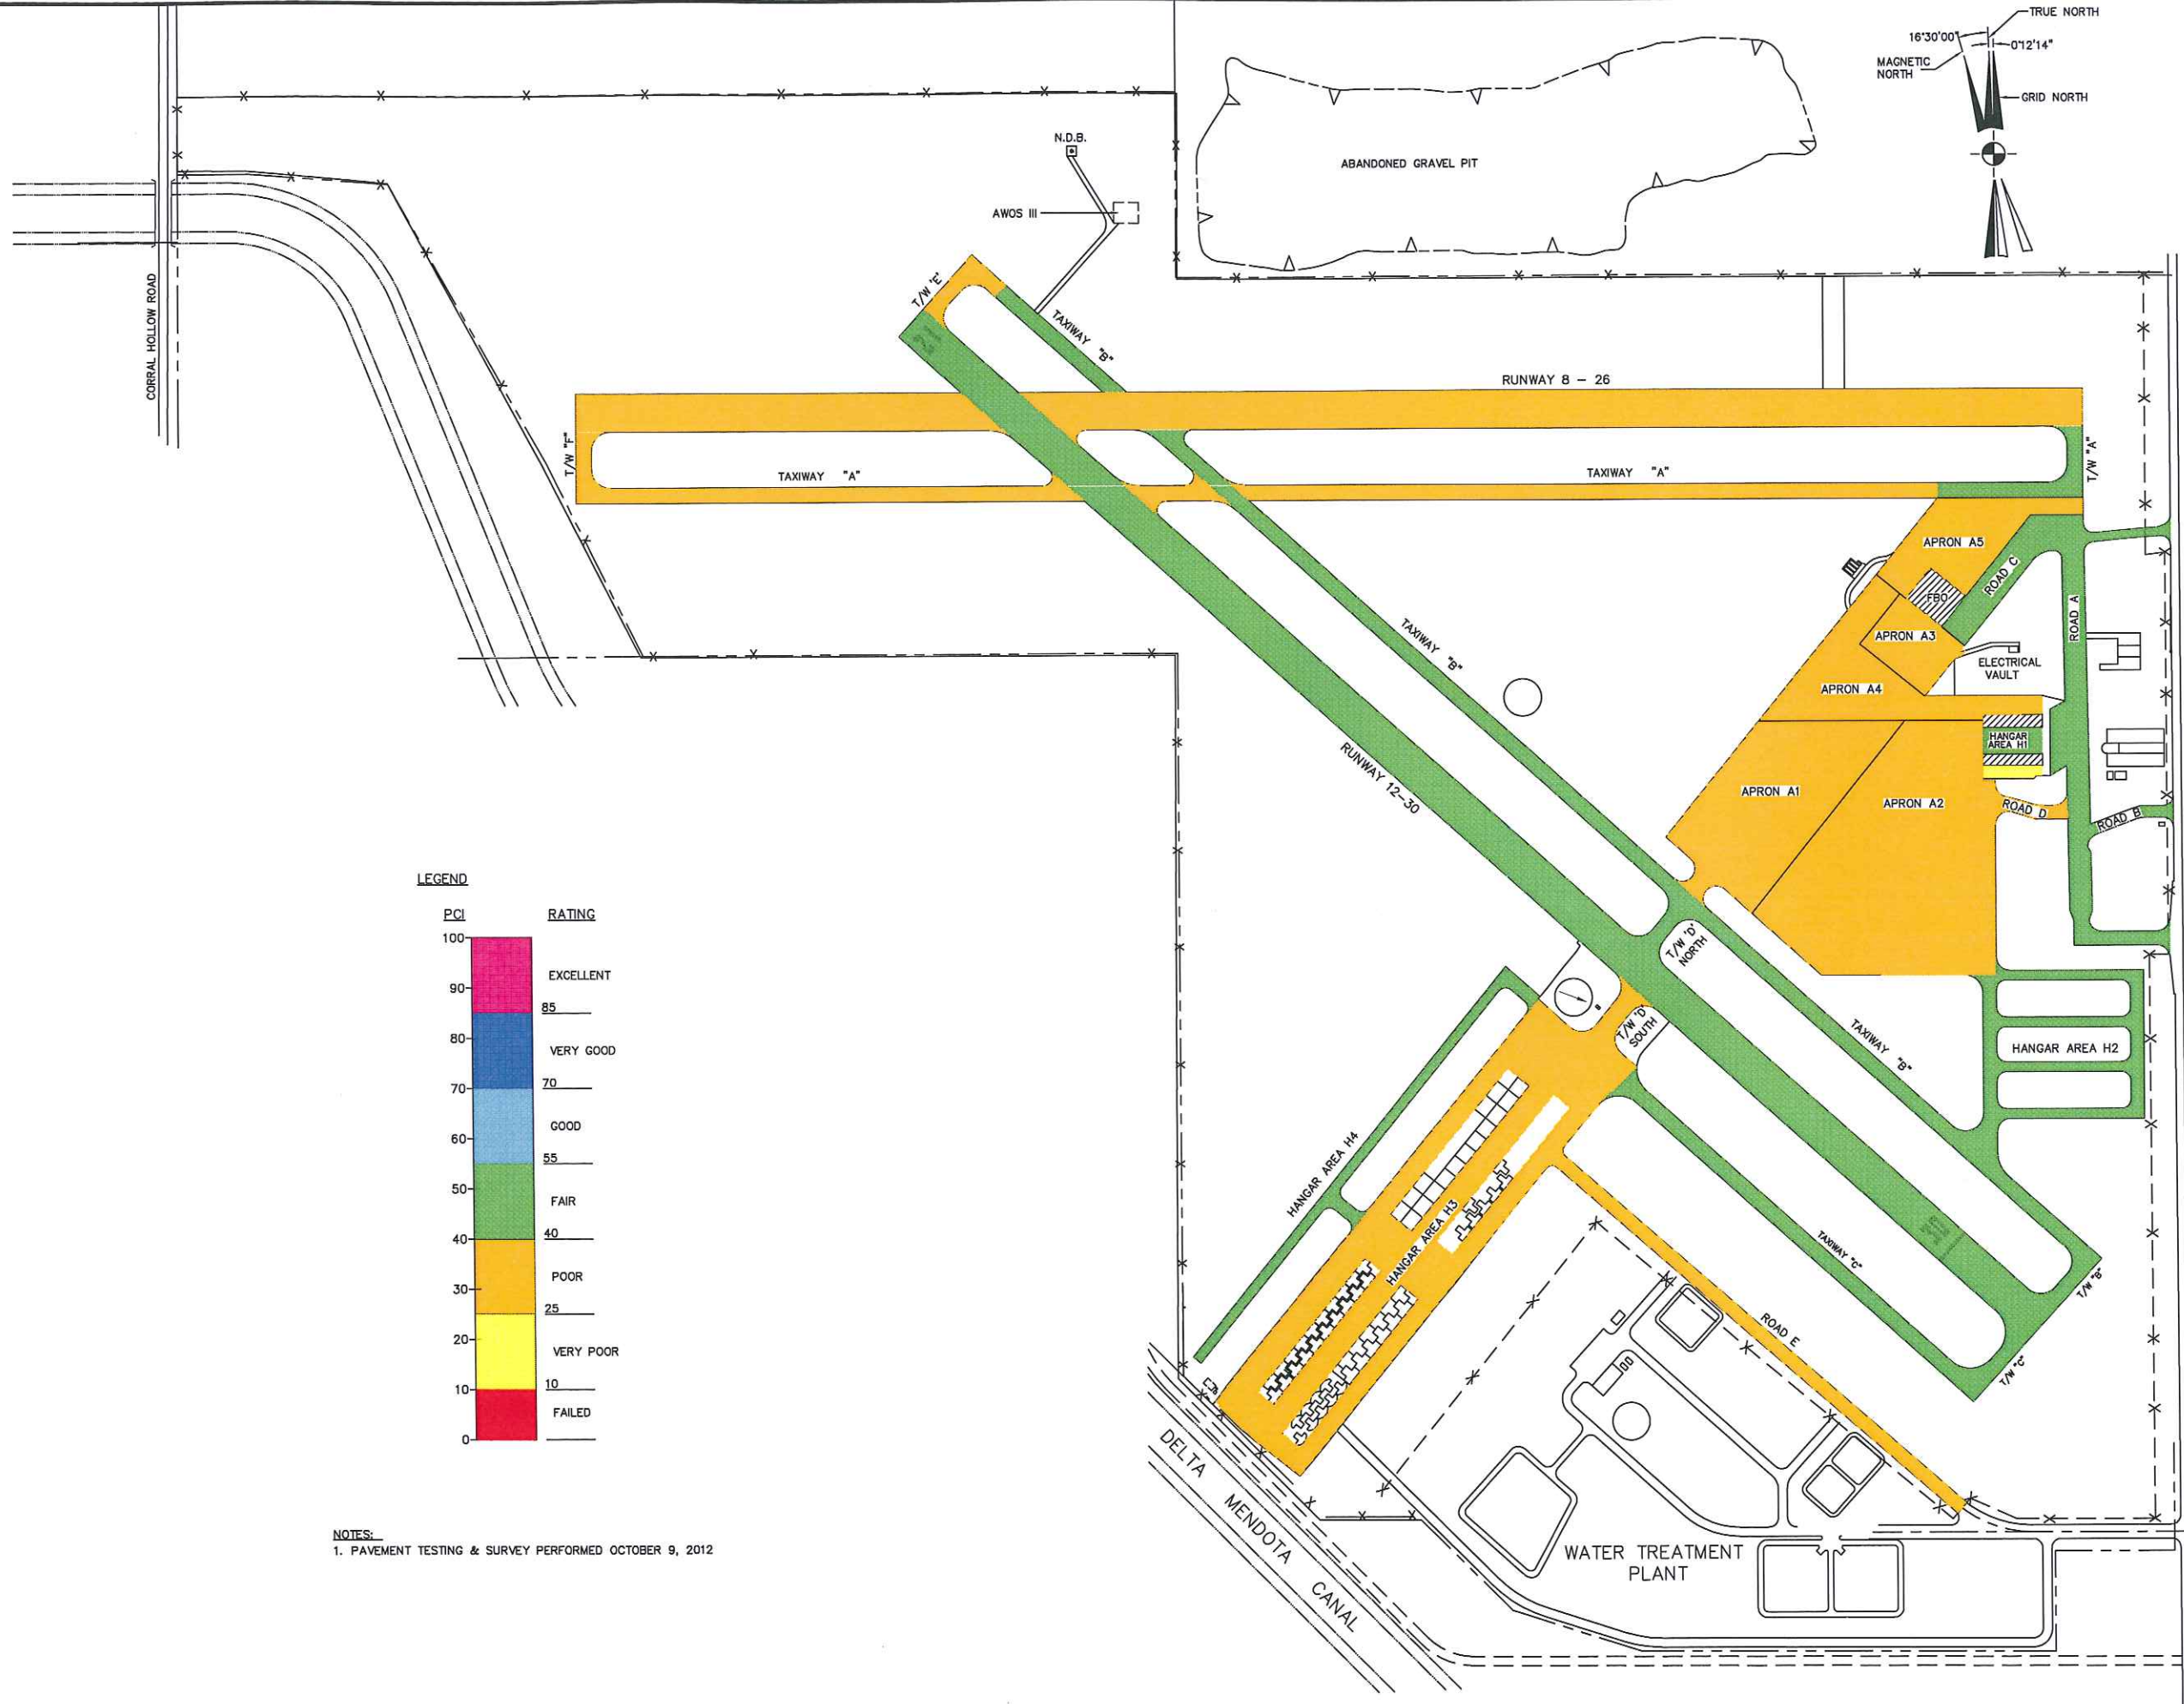 TRUE NORTH
16°30'00"
0°12'14"
MAGNETIC
NORTH
GRID NORTH
N.D.B.
AWOS III
ABANDONED GRAVEL PIT
CORRAL HOLLOW ROAD
T/W 'E'
12
TAXIWAY "B"
RUNWAY 8 - 26
T/W "F"
TAXIWAY "A"
TAXIWAY "A"
T/W "A"
APRON A5
ROAD C
FBO
APRON A3
ROAD A
ELECTRICAL
VAULT
APRON A4
TAXIWAY "B"
HANGAR
AREA H1
RUNWAY 12-30
APRON A1
APRON A2
ROAD D
ROAD B
LEGEND
PCI RATING
100
EXCELLENT
90
85
80
VERY GOOD
70
70
GOOD
60
55
50
FAIR
40
40
POOR
30
25
20
VERY POOR
10
10
FAILED
0
T/W 'D'
NORTH
T/W 'D'
SOUTH
TAXIWAY "B"
HANGAR AREA H2
HANGAR AREA H4
HANGAR AREA H3
30
TAXIWAY "C"
T/W "B"
ROAD E
T/W "C"
DELTA MENDOTA CANAL
WATER TREATMENT
PLANT
NOTES:
1. PAVEMENT TESTING & SURVEY PERFORMED OCTOBER 9, 2012